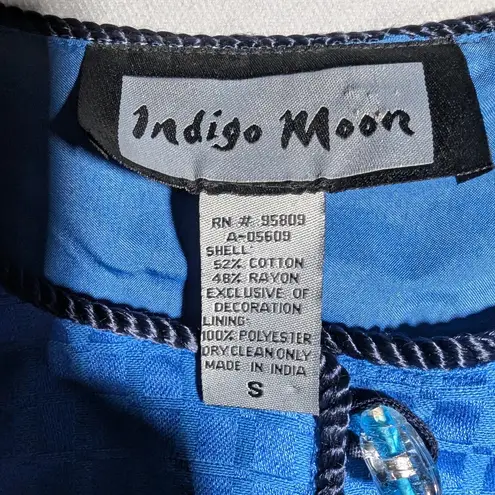 Indigo Moon
RN # 95809
A-05609
SHELL:
52% COTTON
48% RAYON
EXCLUSIVE OF
DECORATION
LINING:
100% POLYESTER
DRY CLEAN ONLY
MADE IN INDIA
S